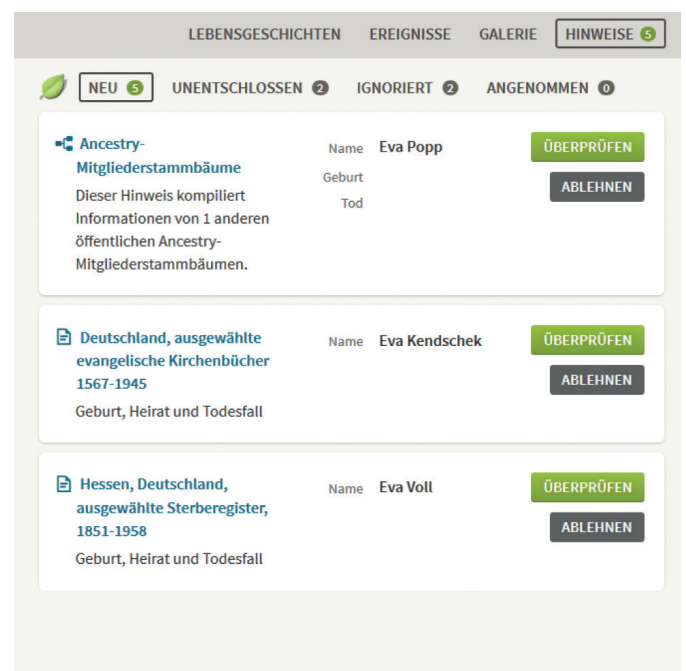 LEBENSGESCHICHTEN EREIGNISSE GALERIE HINWEISE 5
NEU 5 UNENTSCHLOSSEN 2 IGNORIERT 2 ANGENOMMEN 0
Ancestry-
Mitgliederstammbäume
Dieser Hinweis kompiliert
Informationen von 1 anderen
öffentlichen Ancestry-
Mitgliederstammbäumen.
Name Eva Popp
Geburt
Tod
ÜBERPRÜFEN
ABLEHNEN
Deutschland, ausgewählte
evangelische Kirchenbücher
1567-1945
Geburt, Heirat und Todesfall
Name Eva Kendschek
ÜBERPRÜFEN
ABLEHNEN
Hessen, Deutschland,
ausgewählte Sterberegister,
1851-1958
Geburt, Heirat und Todesfall
Name Eva Voll
ÜBERPRÜFEN
ABLEHNEN